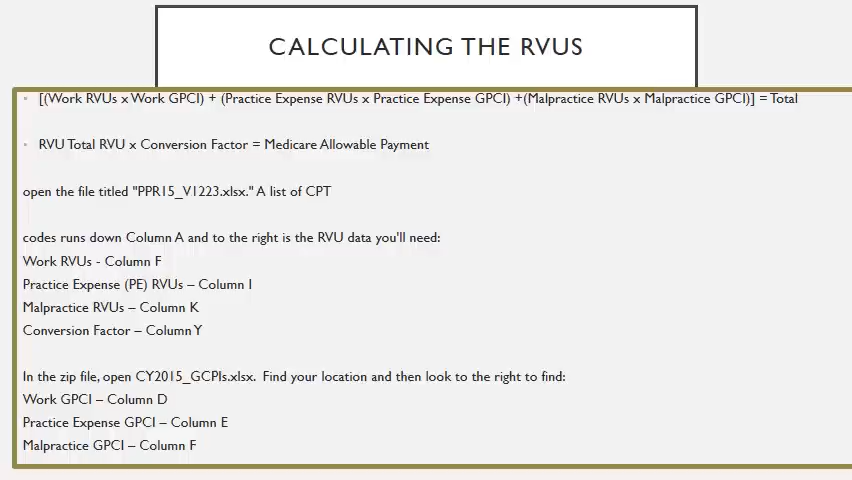 CALCULATING THE RVUS
[(Work RVUs x Work GPCI) + (Practice Expense RVUs x Practice Expense GPCI) +(Malpractice RVUs x Malpractice GPCI)] = Total
RVU Total RVU x Conversion Factor = Medicare Allowable Payment
open the file titled "PPR15_V1223.xlsx." A list of CPT
codes runs down Column A and to the right is the RVU data you'll need:
Work RVUs - Column F
Practice Expense (PE) RVUs – Column I
Malpractice RVUs – Column K
Conversion Factor – Column Y
In the zip file, open CY2015_GCPIs.xlsx. Find your location and then look to the right to find:
Work GPCI – Column D
Practice Expense GPCI – Column E
Malpractice GPCI – Column F